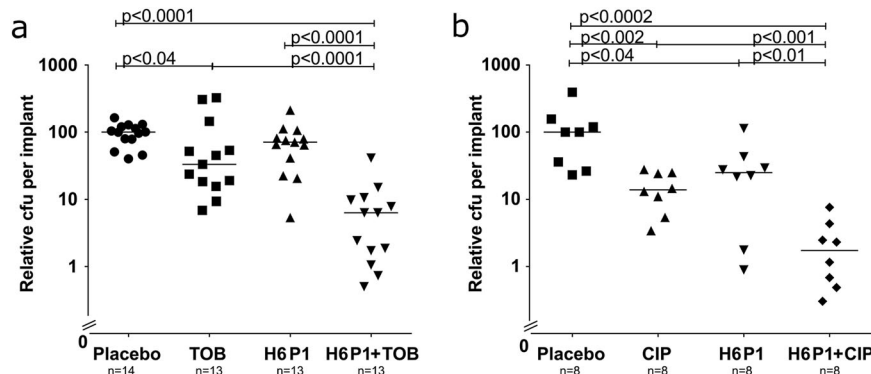 a
p<0.0001
p<0.0001
p<0.04
p<0.0001
Relative cfu per implant
1000
100
10
1
0
Placebo TOB H6P1 H6P1+TOB
n=14 n=13 n=13 n=13
b
p<0.0002
p<0.002 p<0.001
p<0.04 p<0.01
Relative cfu per implant
1000
100
10
1
0
Placebo CIP H6P1 H6P1+CIP
n=8 n=8 n=8 n=8